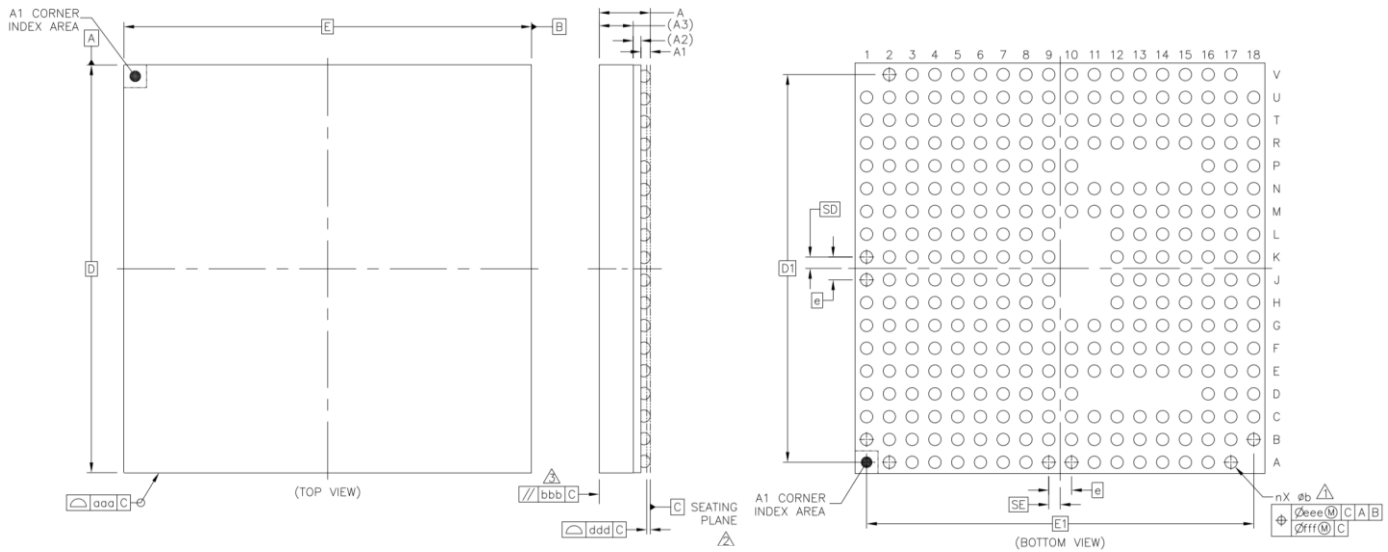 A1 CORNER
INDEX AREA
A
E
B
A
(A3)
(A2)
A1
D
(TOP VIEW)
aaa C
3
// bbb C
ddd C
C SEATING
PLANE
2
1 2 3 4 5 6 7 8 9 10 11 12 13 14 15 16 17 18
V
U
T
R
P
N
M
L
K
J
H
G
F
E
D
C
B
A
SD
D1
e
A1 CORNER
INDEX AREA
SE
e
E1
(BOTTOM VIEW)
nX øb 1
Øeee Ⓜ C A B
Øfff Ⓜ C